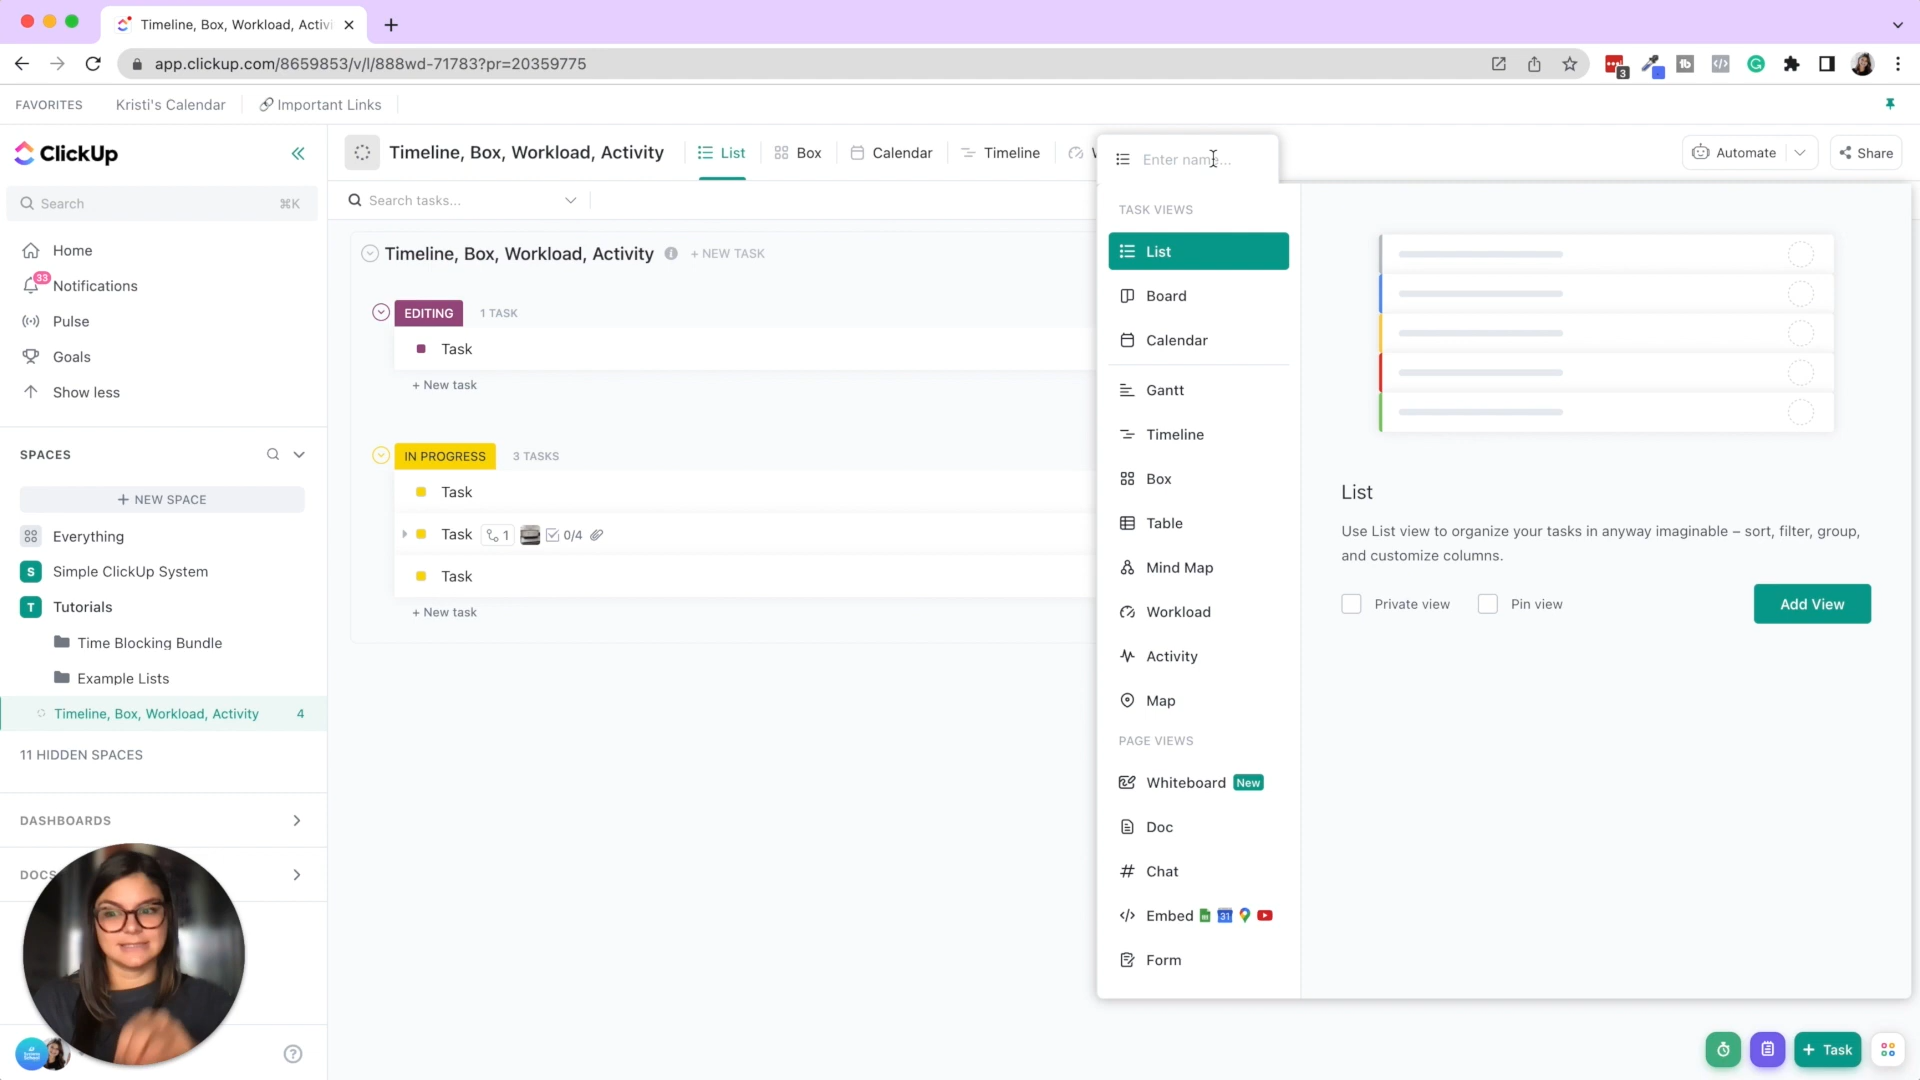 Timeline, Box, Workload, Activi
app.clickup.com/8659853/v/l/888wd-71783?pr=20359775
3
FAVORITES Kristi's Calendar Important Links
ClickUp
Search ⌘K
Home
33
Notifications
Pulse
Goals
Show less
SPACES
+ NEW SPACE
Everything
S Simple ClickUp System
T Tutorials
Time Blocking Bundle
Example Lists
Timeline, Box, Workload, Activity 4
11 HIDDEN SPACES
DASHBOARDS
DOCS
Timeline, Box, Workload, Activity List Box Calendar Timeline
Automate Share
Search tasks...
Timeline, Box, Workload, Activity + NEW TASK
EDITING 1 TASK
Task
+ New task
IN PROGRESS 3 TASKS
Task
Task 1 0/4
Task
+ New task
Enter name...
TASK VIEWS
List
Board
Calendar
Gantt
Timeline
Box
Table
Mind Map
Workload
Activity
Map
PAGE VIEWS
Whiteboard New
Doc
# Chat
</> Embed 31
Form
List
Use List view to organize your tasks in anyway imaginable – sort, filter, group,
and customize columns.
Private view Pin view Add View
+ Task